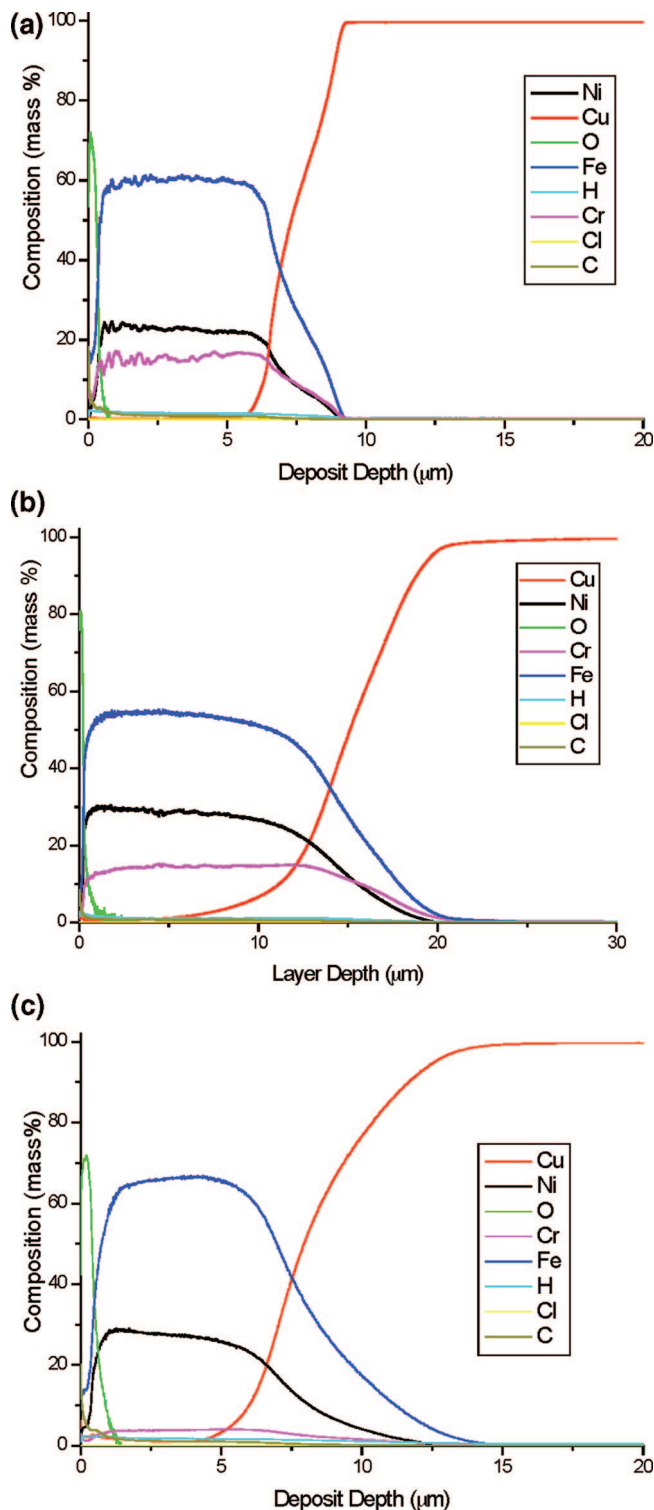 (a)
100
80
60
40
20
0
Composition (mass %)
Ni
Cu
O
Fe
H
Cr
Cl
C
0 5 10 15 20
Deposit Depth (μm)
(b)
100
80
60
40
20
0
Composition (mass %)
Cu
Ni
O
Cr
Fe
H
Cl
C
0 10 20 30
Layer Depth (μm)
(c)
100
80
60
40
20
0
Composition (mass%)
Cu
Ni
O
Cr
Fe
H
Cl
C
0 5 10 15 20
Deposit Depth (μm)